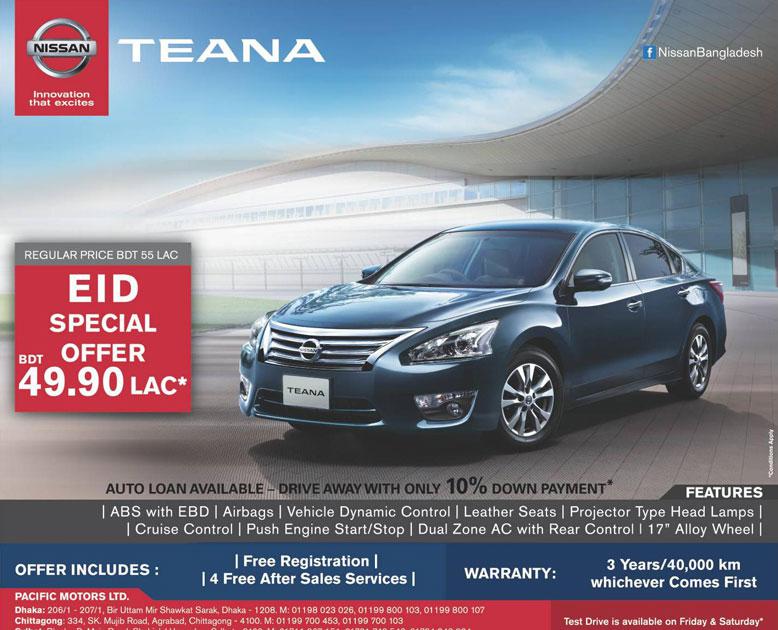 NISSAN
Innovation
that excites
TEANA
f NissanBangladesh
REGULAR PRICE BDT 55 LAC
EID
SPECIAL
OFFER
BDT
49.90 LAC*
TEANA
*Conditions Apply
AUTO LOAN AVAILABLE – DRIVE AWAY WITH ONLY 10% DOWN PAYMENT*
FEATURES
| ABS with EBD | Airbags | Vehicle Dynamic Control | Leather Seats | Projector Type Head Lamps |
| Cruise Control | Push Engine Start/Stop | Dual Zone AC with Rear Control | 17" Alloy Wheel |
OFFER INCLUDES :
| Free Registration |
| 4 Free After Sales Services |
WARRANTY:
3 Years/40,000 km
whichever Comes First
PACIFIC MOTORS LTD.
Dhaka: 206/1 - 207/1, Bir Uttam Mir Shawkat Sarak, Dhaka - 1208. M: 01198 023 026, 01199 800 103, 01199 800 107
Chittagong: 334, SK. Mujib Road, Agrabad, Chittagong - 4100. M: 01199 700 453, 01199 700 103
Test Drive is available on Friday & Saturday*